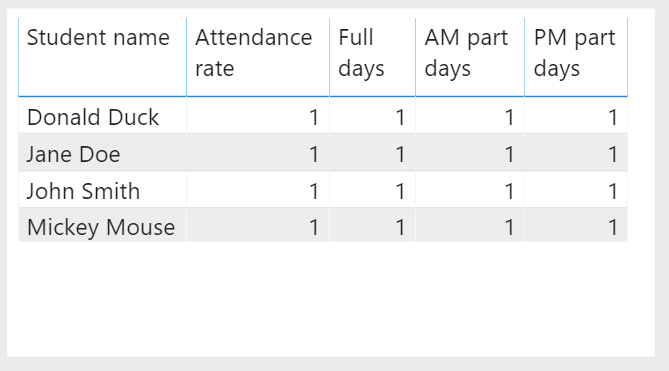 Student name Attendance rate Full days AM part days PM part days
Donald Duck 1 1 1 1
Jane Doe 1 1 1 1
John Smith 1 1 1 1
Mickey Mouse 1 1 1 1